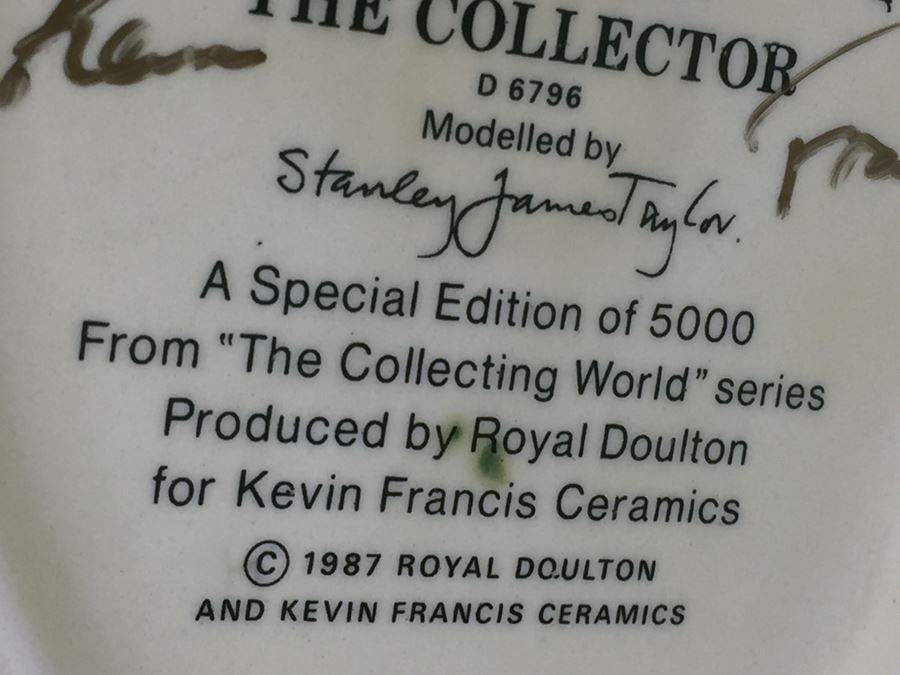 THE COLLECTOR
D 6796
Modelled by
Stanley James Taylor.
A Special Edition of 5000
From "The Collecting World" series
Produced by Royal Doulton
for Kevin Francis Ceramics
© 1987 ROYAL DOULTON
AND KEVIN FRANCIS CERAMICS